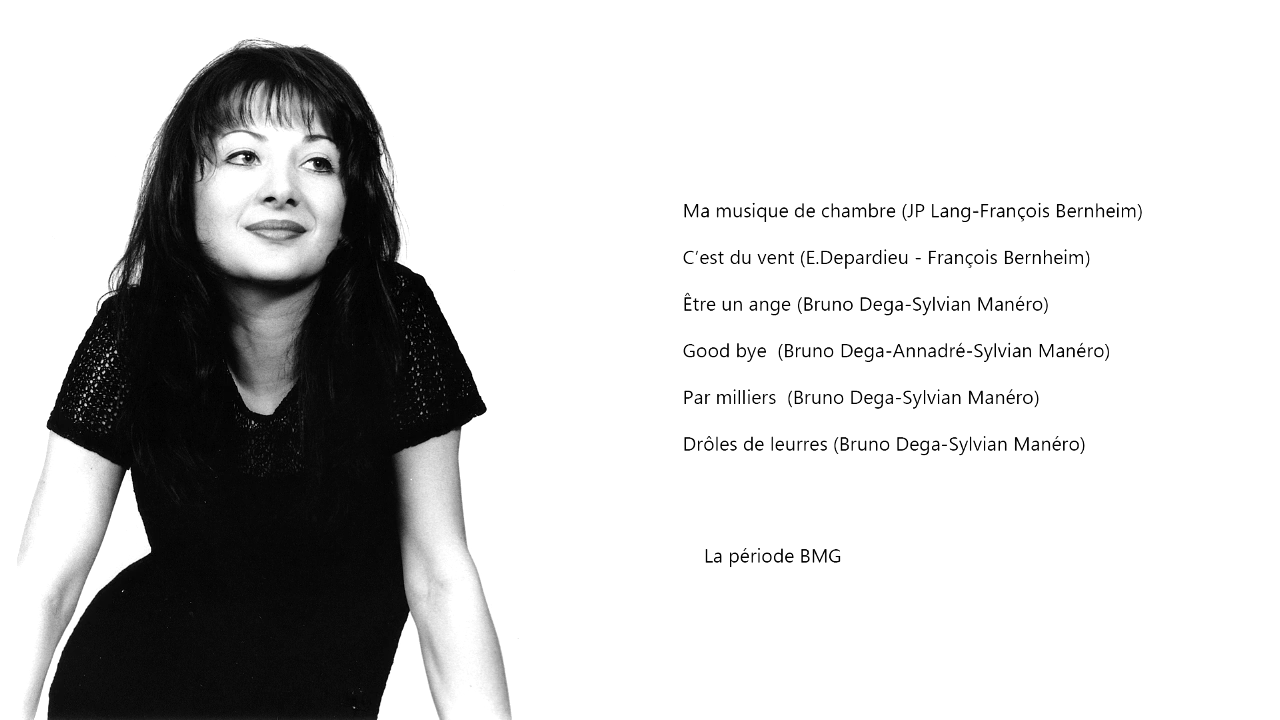 Ma musique de chambre (JP Lang-François Bernheim)
C'est du vent (E.Depardieu - François Bernheim)
Être un ange (Bruno Dega-Sylvian Manéro)
Good bye  (Bruno Dega-Annadré-Sylvian Manéro)
Par milliers  (Bruno Dega-Sylvian Manéro)
Drôles de leurres (Bruno Dega-Sylvian Manéro)
La période BMG